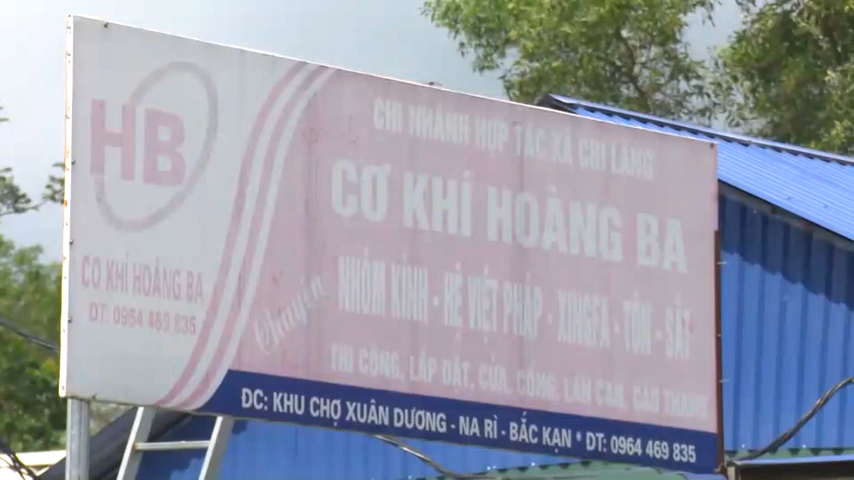 HB
CƠ KHÍ HOÀNG BA
ĐT: 0964 469 835
CHI NHÁNH HỢP TÁC XÃ CHI LĂNG
CƠ KHÍ HOÀNG BA
Chuyên
NHÔM KÍNH - HỆ VIỆT PHÁP - XINGFA - TÔN - SẮT
THI CÔNG, LẮP ĐẶT, CỬA, CỔNG, LAN CAN, CẦU THANG
ĐC: KHU CHỢ XUÂN DƯƠNG - NA RÌ - BẮC KẠN * ĐT: 0964 469 835